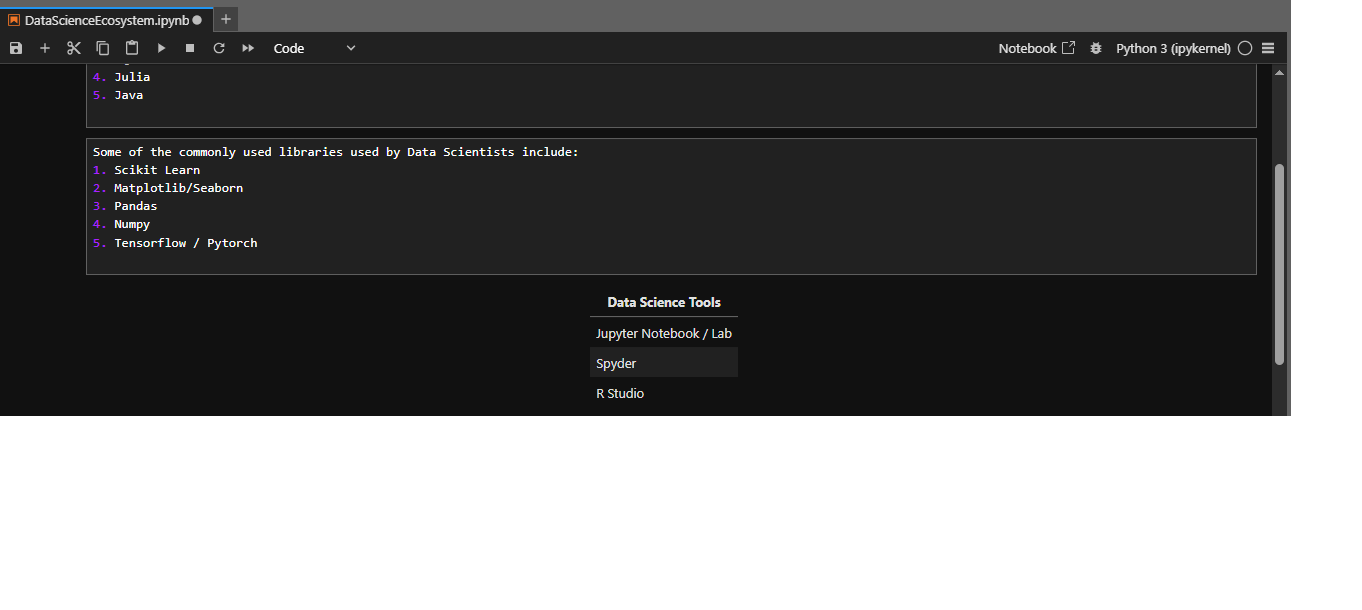 DataScienceEcosystem.ipynb
Code
Notebook
Python 3 (ipykernel)
4. Julia
5. Java
Some of the commonly used libraries used by Data Scientists include:
1. Scikit Learn
2. Matplotlib/Seaborn
3. Pandas
4. Numpy
5. Tensorflow / Pytorch
Data Science Tools
Jupyter Notebook / Lab
Spyder
R Studio